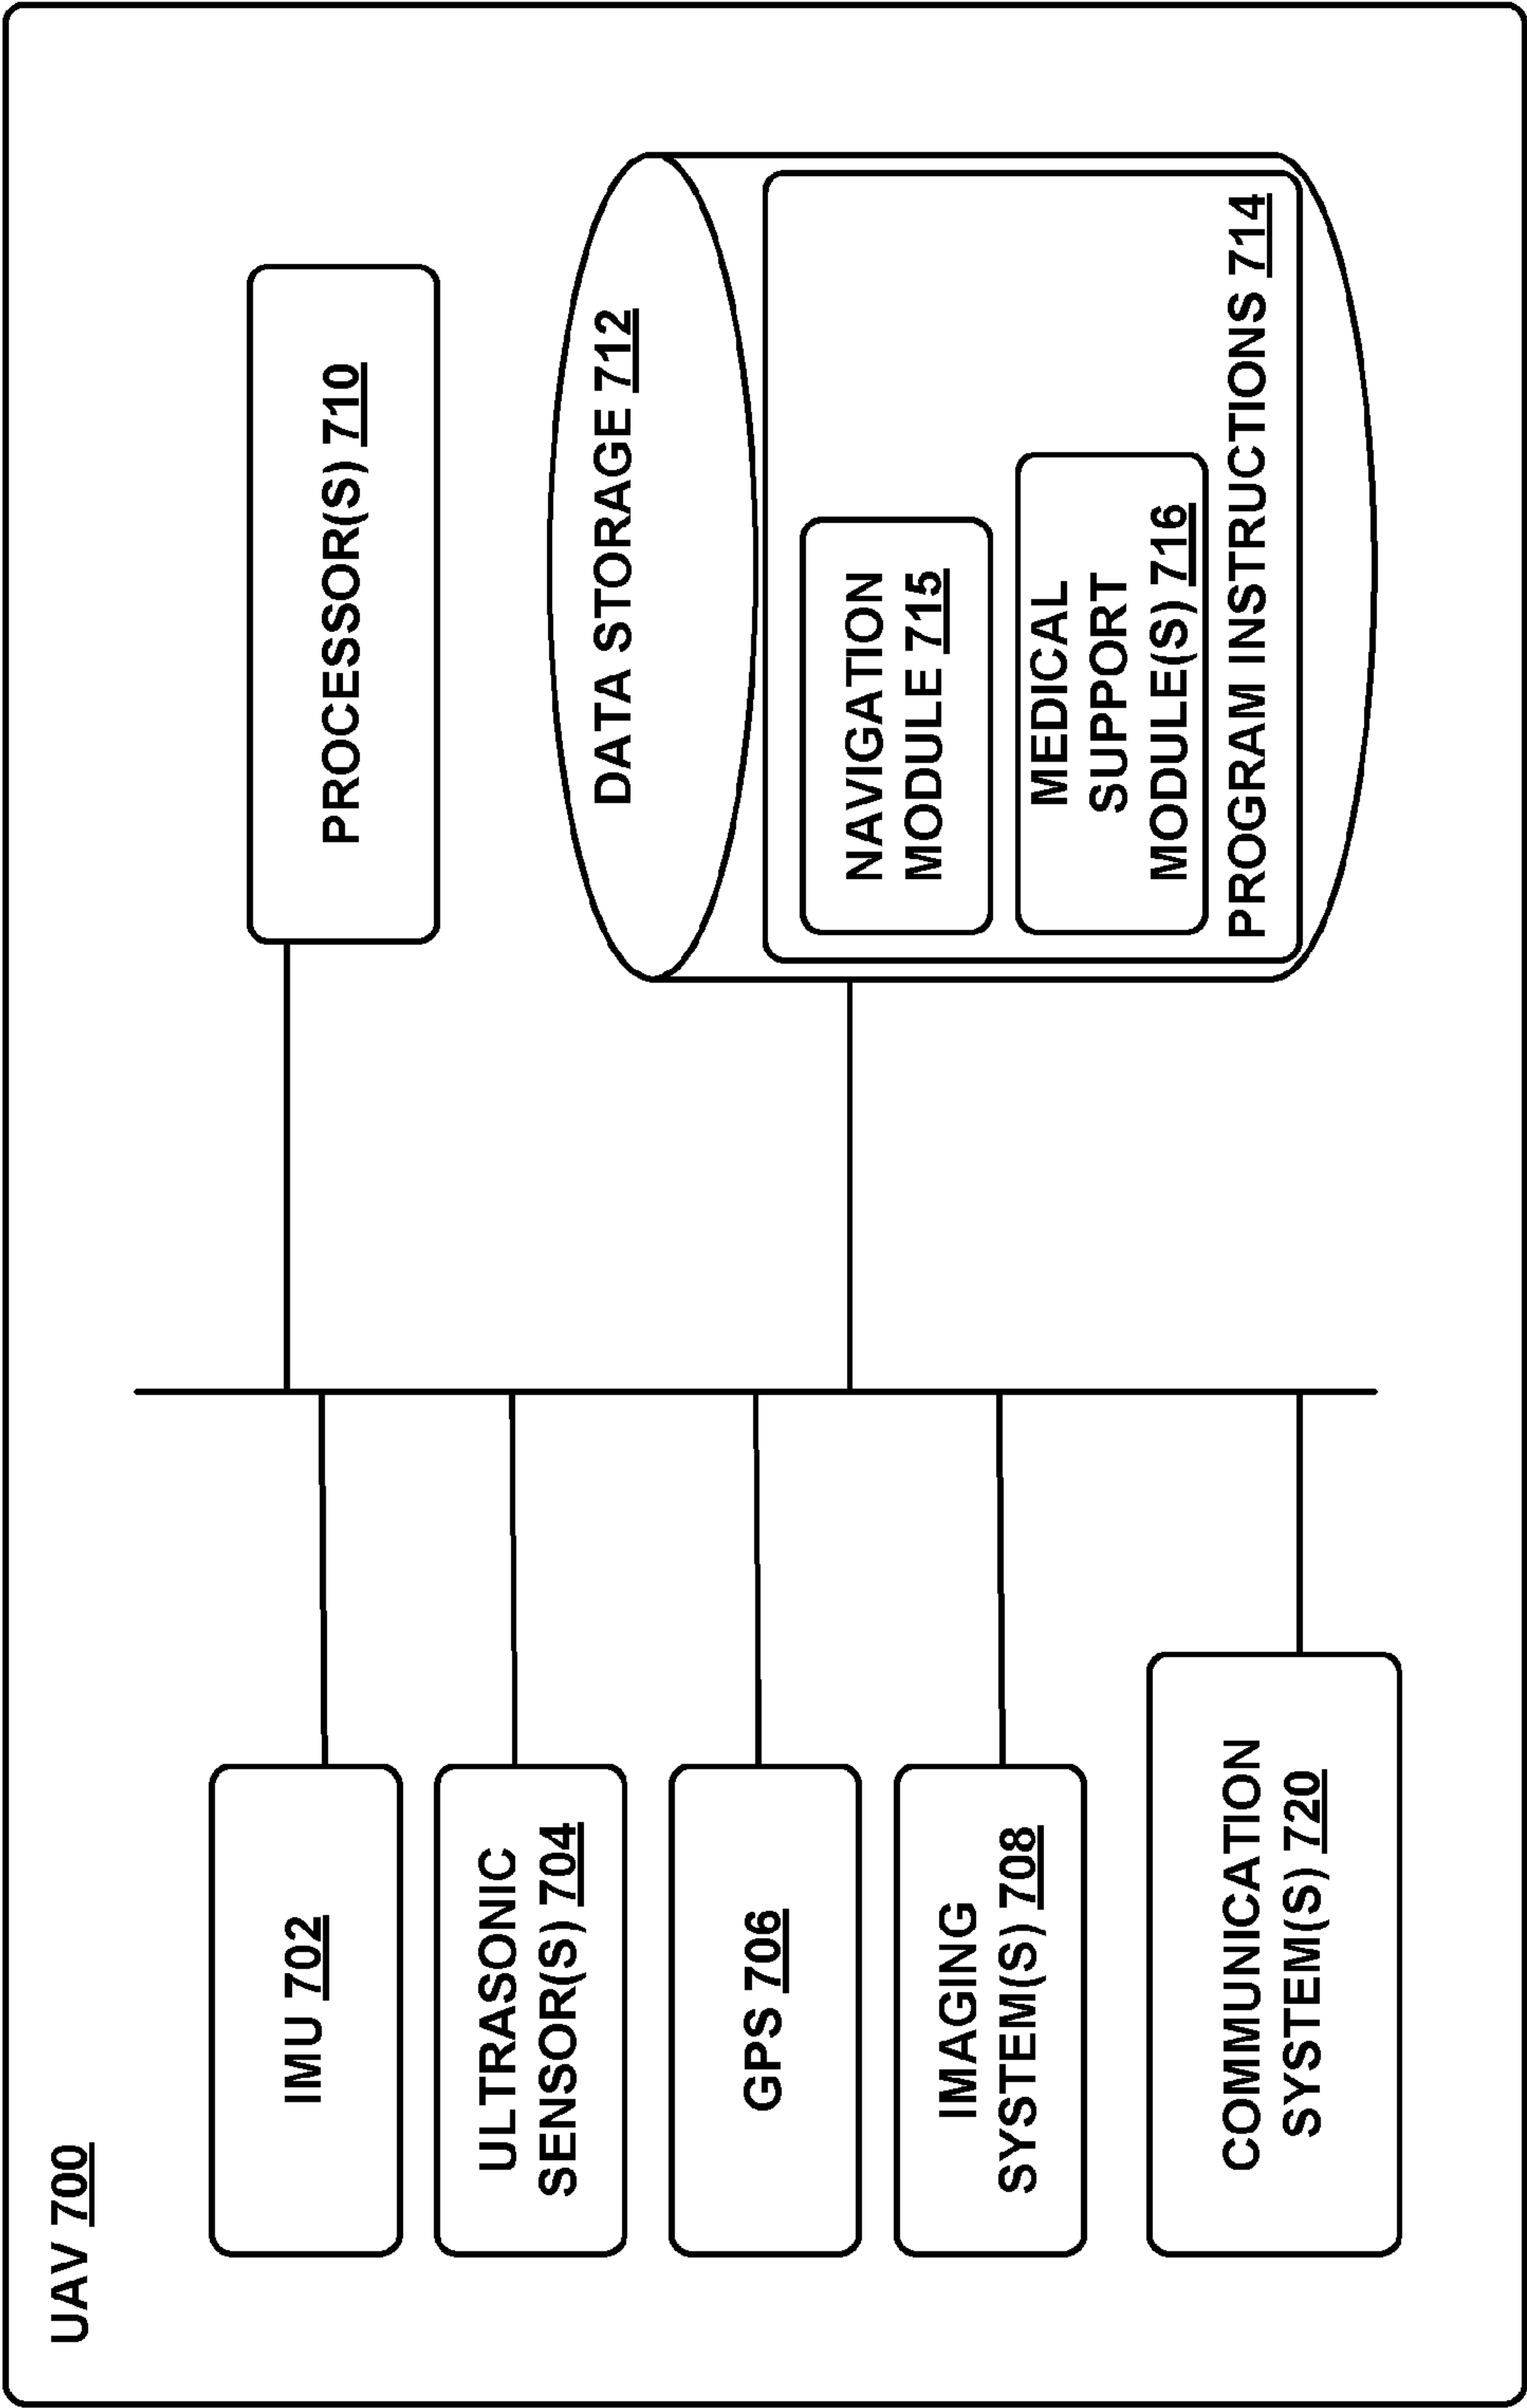 UAV 700
IMU 702
ULTRASONIC
SENSOR(S) 704
GPS 706
IMAGING
SYSTEM(S) 708
COMMUNICATION
SYSTEM(S) 720
PROCESSOR(S) 710
DATA STORAGE 712
NAVIGATION
MODULE 715
MEDICAL
SUPPORT
MODULE(S) 716
PROGRAM INSTRUCTIONS 714